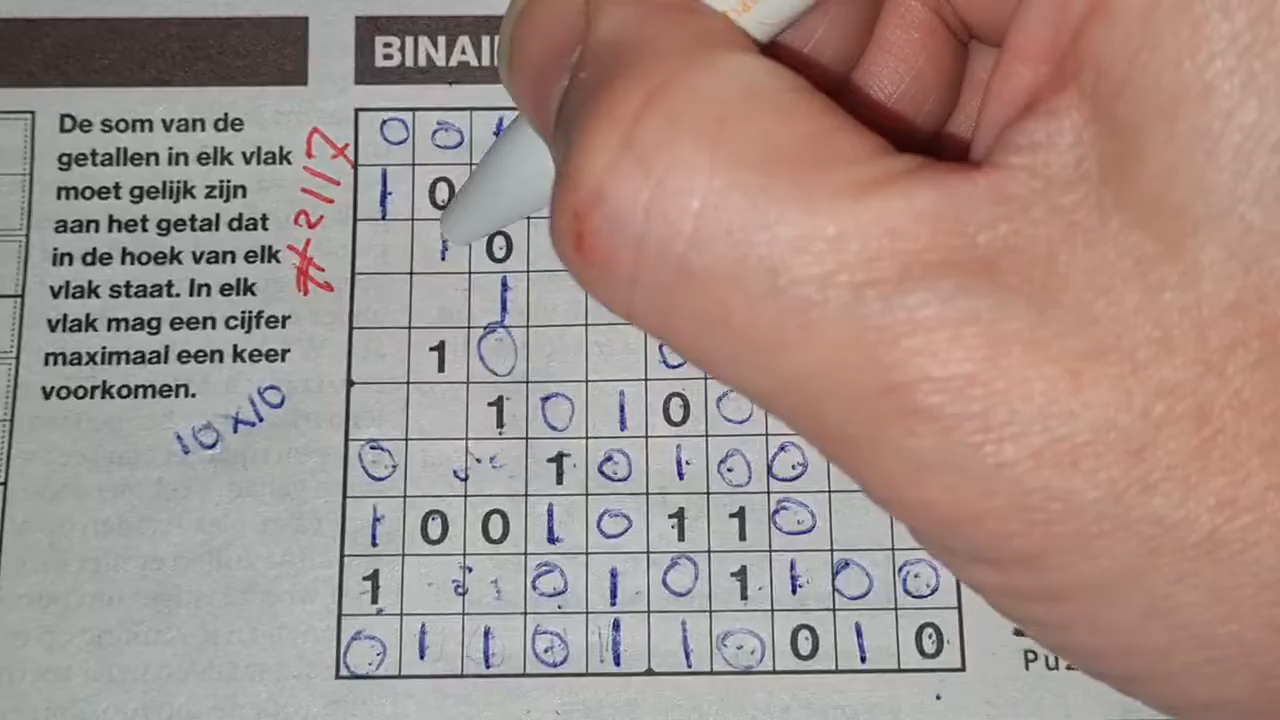 BINAI
De som van de
getallen in elk vlak
moet gelijk zijn
aan het getal dat
in de hoek van elk
vlak staat. In elk
vlak mag een cijfer
maximaal een keer
voorkomen.
*2117
10x10
0 0 1
1 0
1 0
1
1 0 0
1 0 1 0 0
0 1 0 1 0 0
1 0 0 1 0 1 1 0
1 0 1 0 1 1 0 0
0 1 1 0 1 1 0 0 1 0
Puz